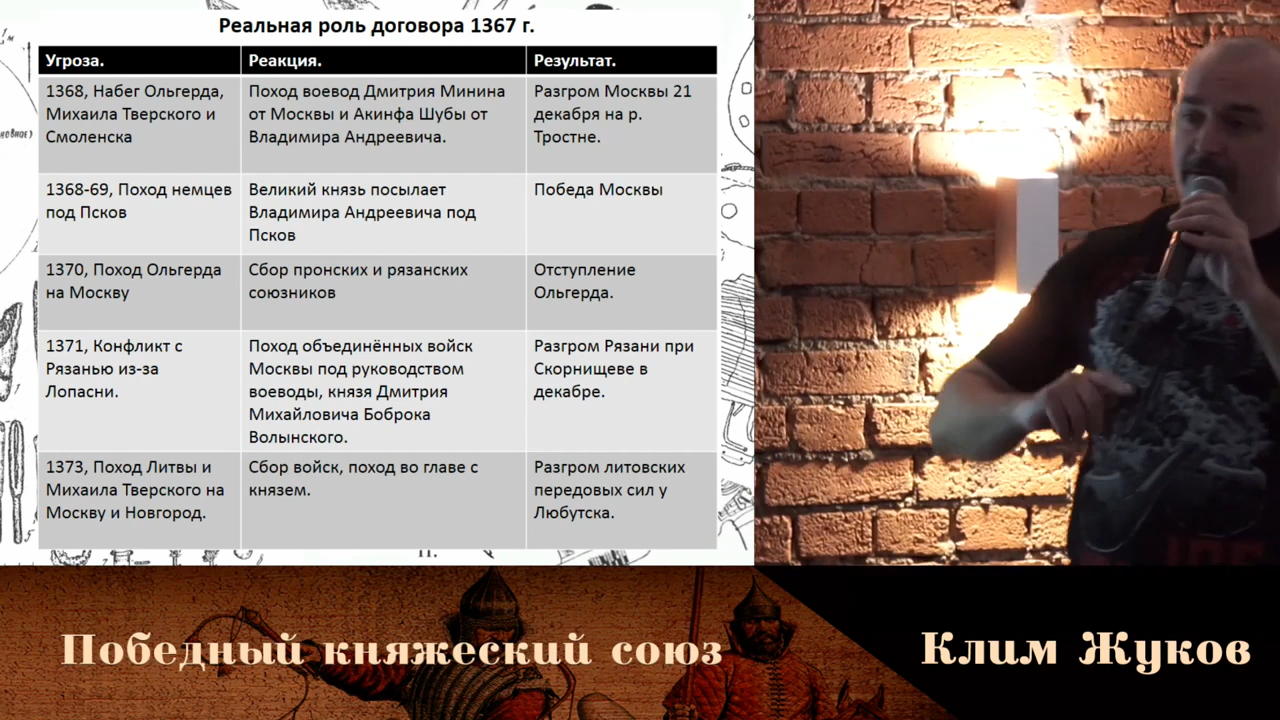 Реальная роль договора 1367 г.
Угроза.
Реакция.
Результат.
1368, Набег Ольгерда,
Михаила Тверского и
Смоленска
Поход воевод Дмитрия Минина
от Москвы и Акинфа Шубы от
Владимира Андреевича.
Разгром Москвы 21
декабря на р.
Тростне.
1368-69, Поход немцев
под Псков
Великий князь посылает
Владимира Андреевича под
Псков
Победа Москвы
1370, Поход Ольгерда
на Москву
Сбор пронских и рязанских
союзников
Отступление
Ольгерда.
1371, Конфликт с
Рязанью из-за
Лопасни.
Поход объединённых войск
Москвы под руководством
воеводы, князя Дмитрия
Михайловича Боброка
Волынского.
Разгром Рязани при
Скорнищеве в
декабре.
1373, Поход Литвы и
Михаила Тверского на
Москву и Новгород.
Сбор войск, поход во главе с
князем.
Разгром литовских
передовых сил у
Любутска.
Победный княжеский союз
Клим Жуков